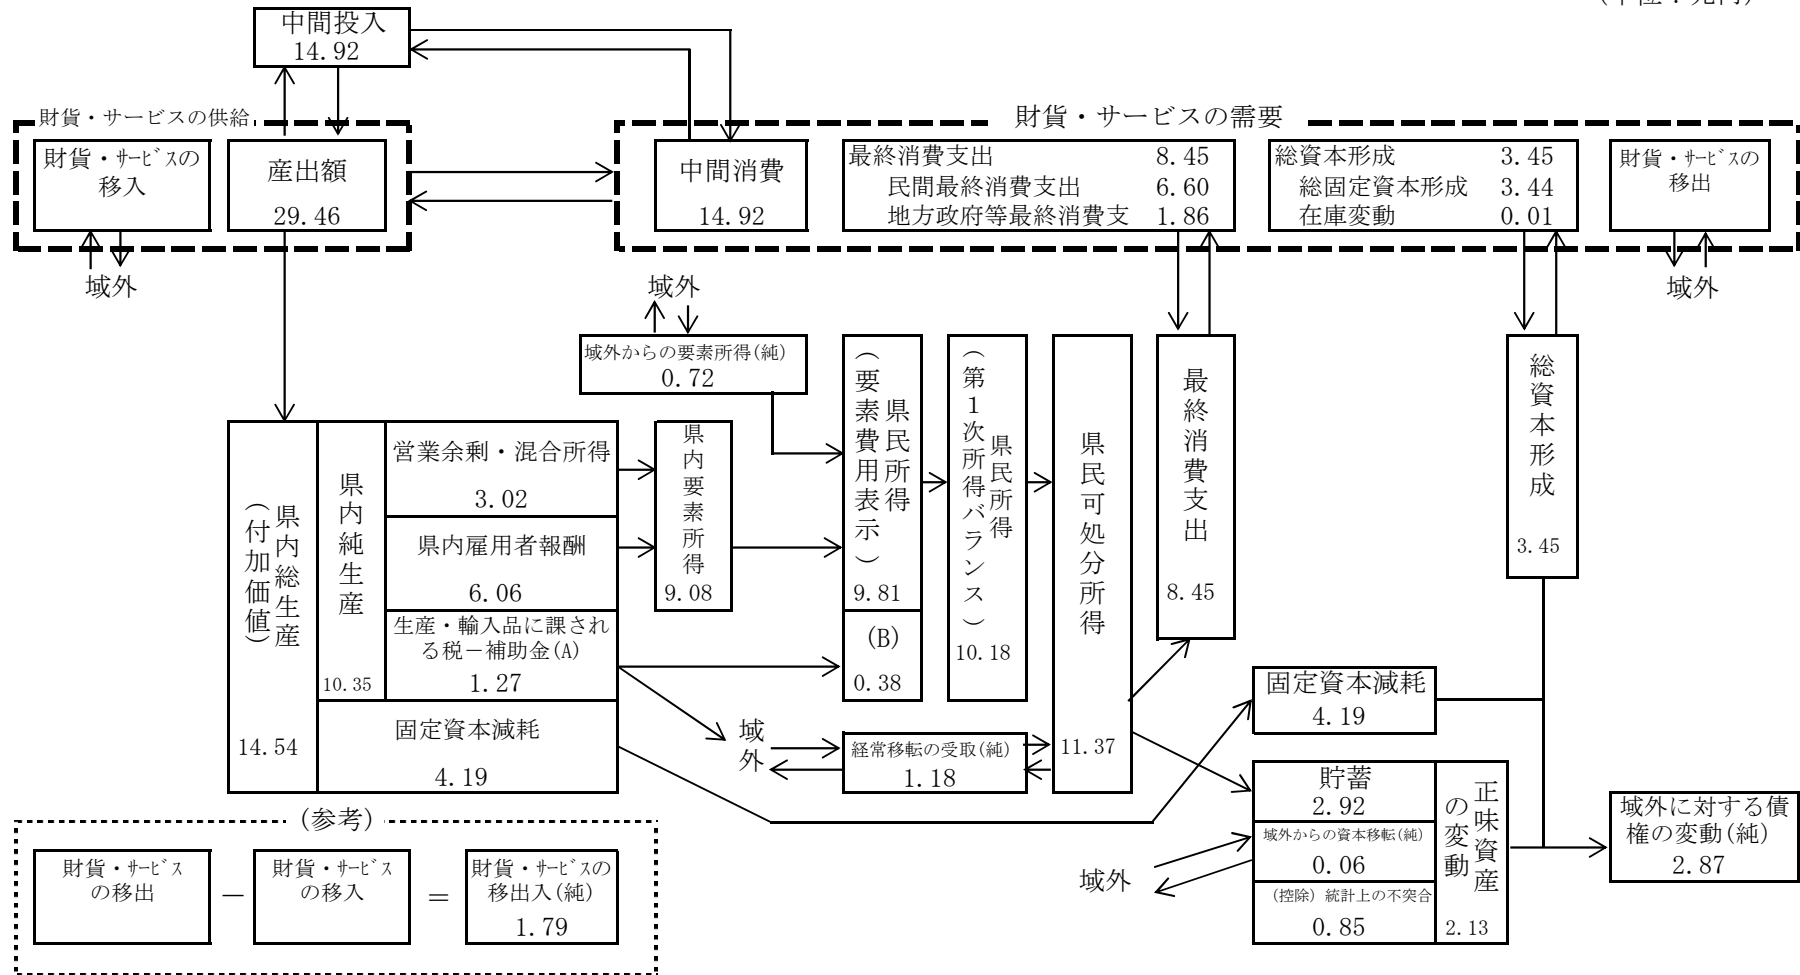 中間投入
14.92
財貨・サービスの供給
財貨・サービスの
移入
産出額
29.46
域外
財貨・サービスの需要
中間消費
14.92
最終消費支出 8.45
民間最終消費支出 6.60
地方政府等最終消費支 1.86
総資本形成 3.45
総固定資本形成 3.44
在庫変動 0.01
財貨・サービスの
移出
域外
域外
域外からの要素所得(純)
0.72
県内総生産
(付加価値)
14.54
県内純生産
10.35
営業余剰・混合所得
3.02
県内雇用者報酬
6.06
生産・輸入品に課され
る税－補助金(A)
1.27
固定資本減耗
4.19
県内要素所得
9.08
県民所得
(要素費用表示)
9.81
(B)
0.38
県民所得
(第1次所得バランス)
10.18
県民可処分所得
11.37
最終消費支出
8.45
総資本形成
3.45
域外
経常移転の受取(純)
1.18
固定資本減耗
4.19
貯蓄
2.92
域外からの資本移転(純)
0.06
(控除)統計上の不突合
0.85
正味資産
の変動
2.13
域外
域外に対する債
権の変動(純)
2.87
(参考)
財貨・サービス
の移出
－
財貨・サービス
の移入
＝
財貨・サービスの
移出入(純)
1.79